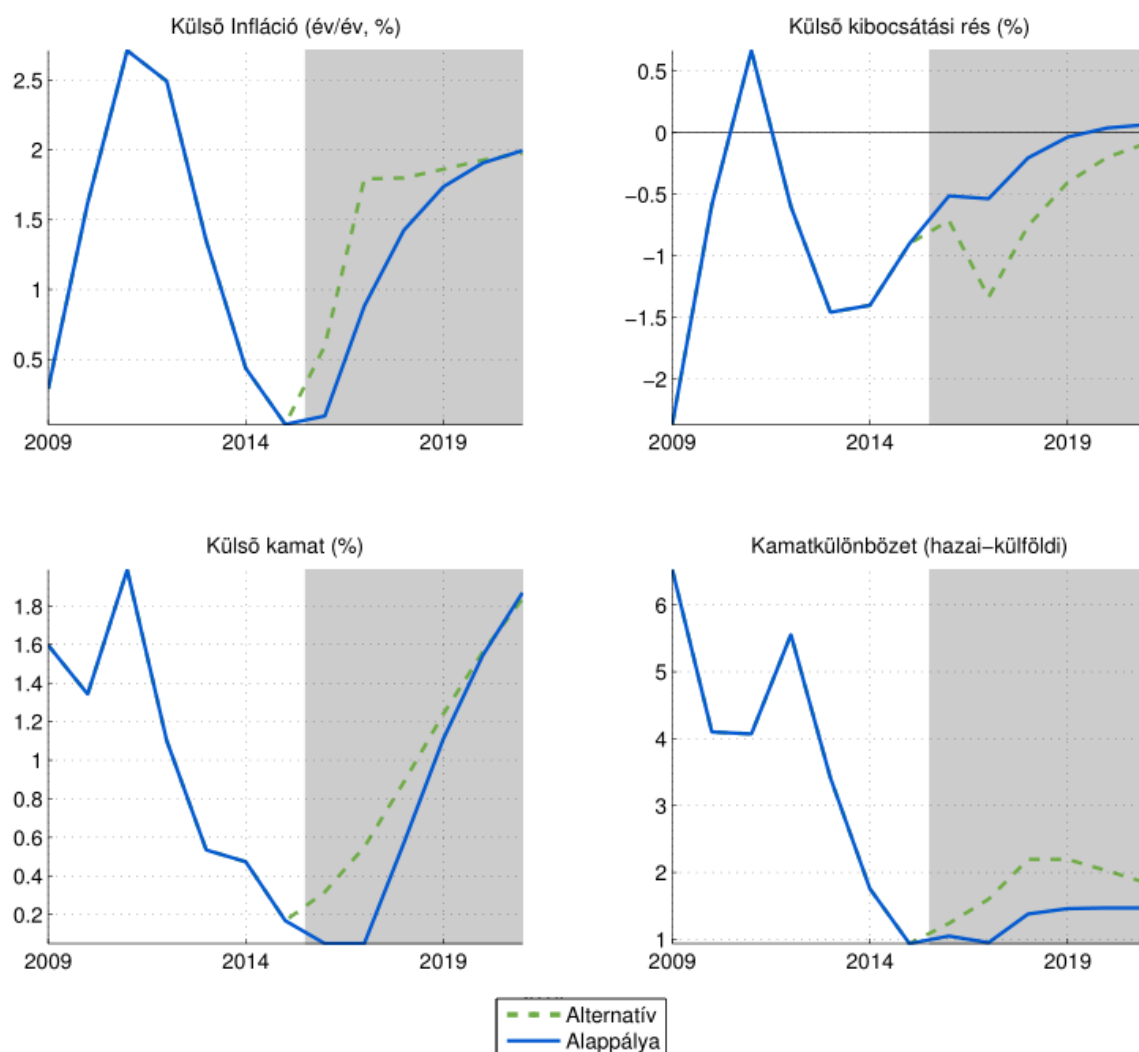 Külső Infláció (év/év, %)
2.5
2
1.5
1
0.5
2009 2014 2019
Külső kibocsátási rés (%)
0.5
0
−0.5
−1
−1.5
−2
2009 2014 2019
Külső kamat (%)
1.8
1.6
1.4
1.2
1
0.8
0.6
0.4
0.2
2009 2014 2019
Kamatkülönbözet (hazai−külföldi)
6
5
4
3
2
1
2009 2014 2019
Alternatív
Alappálya